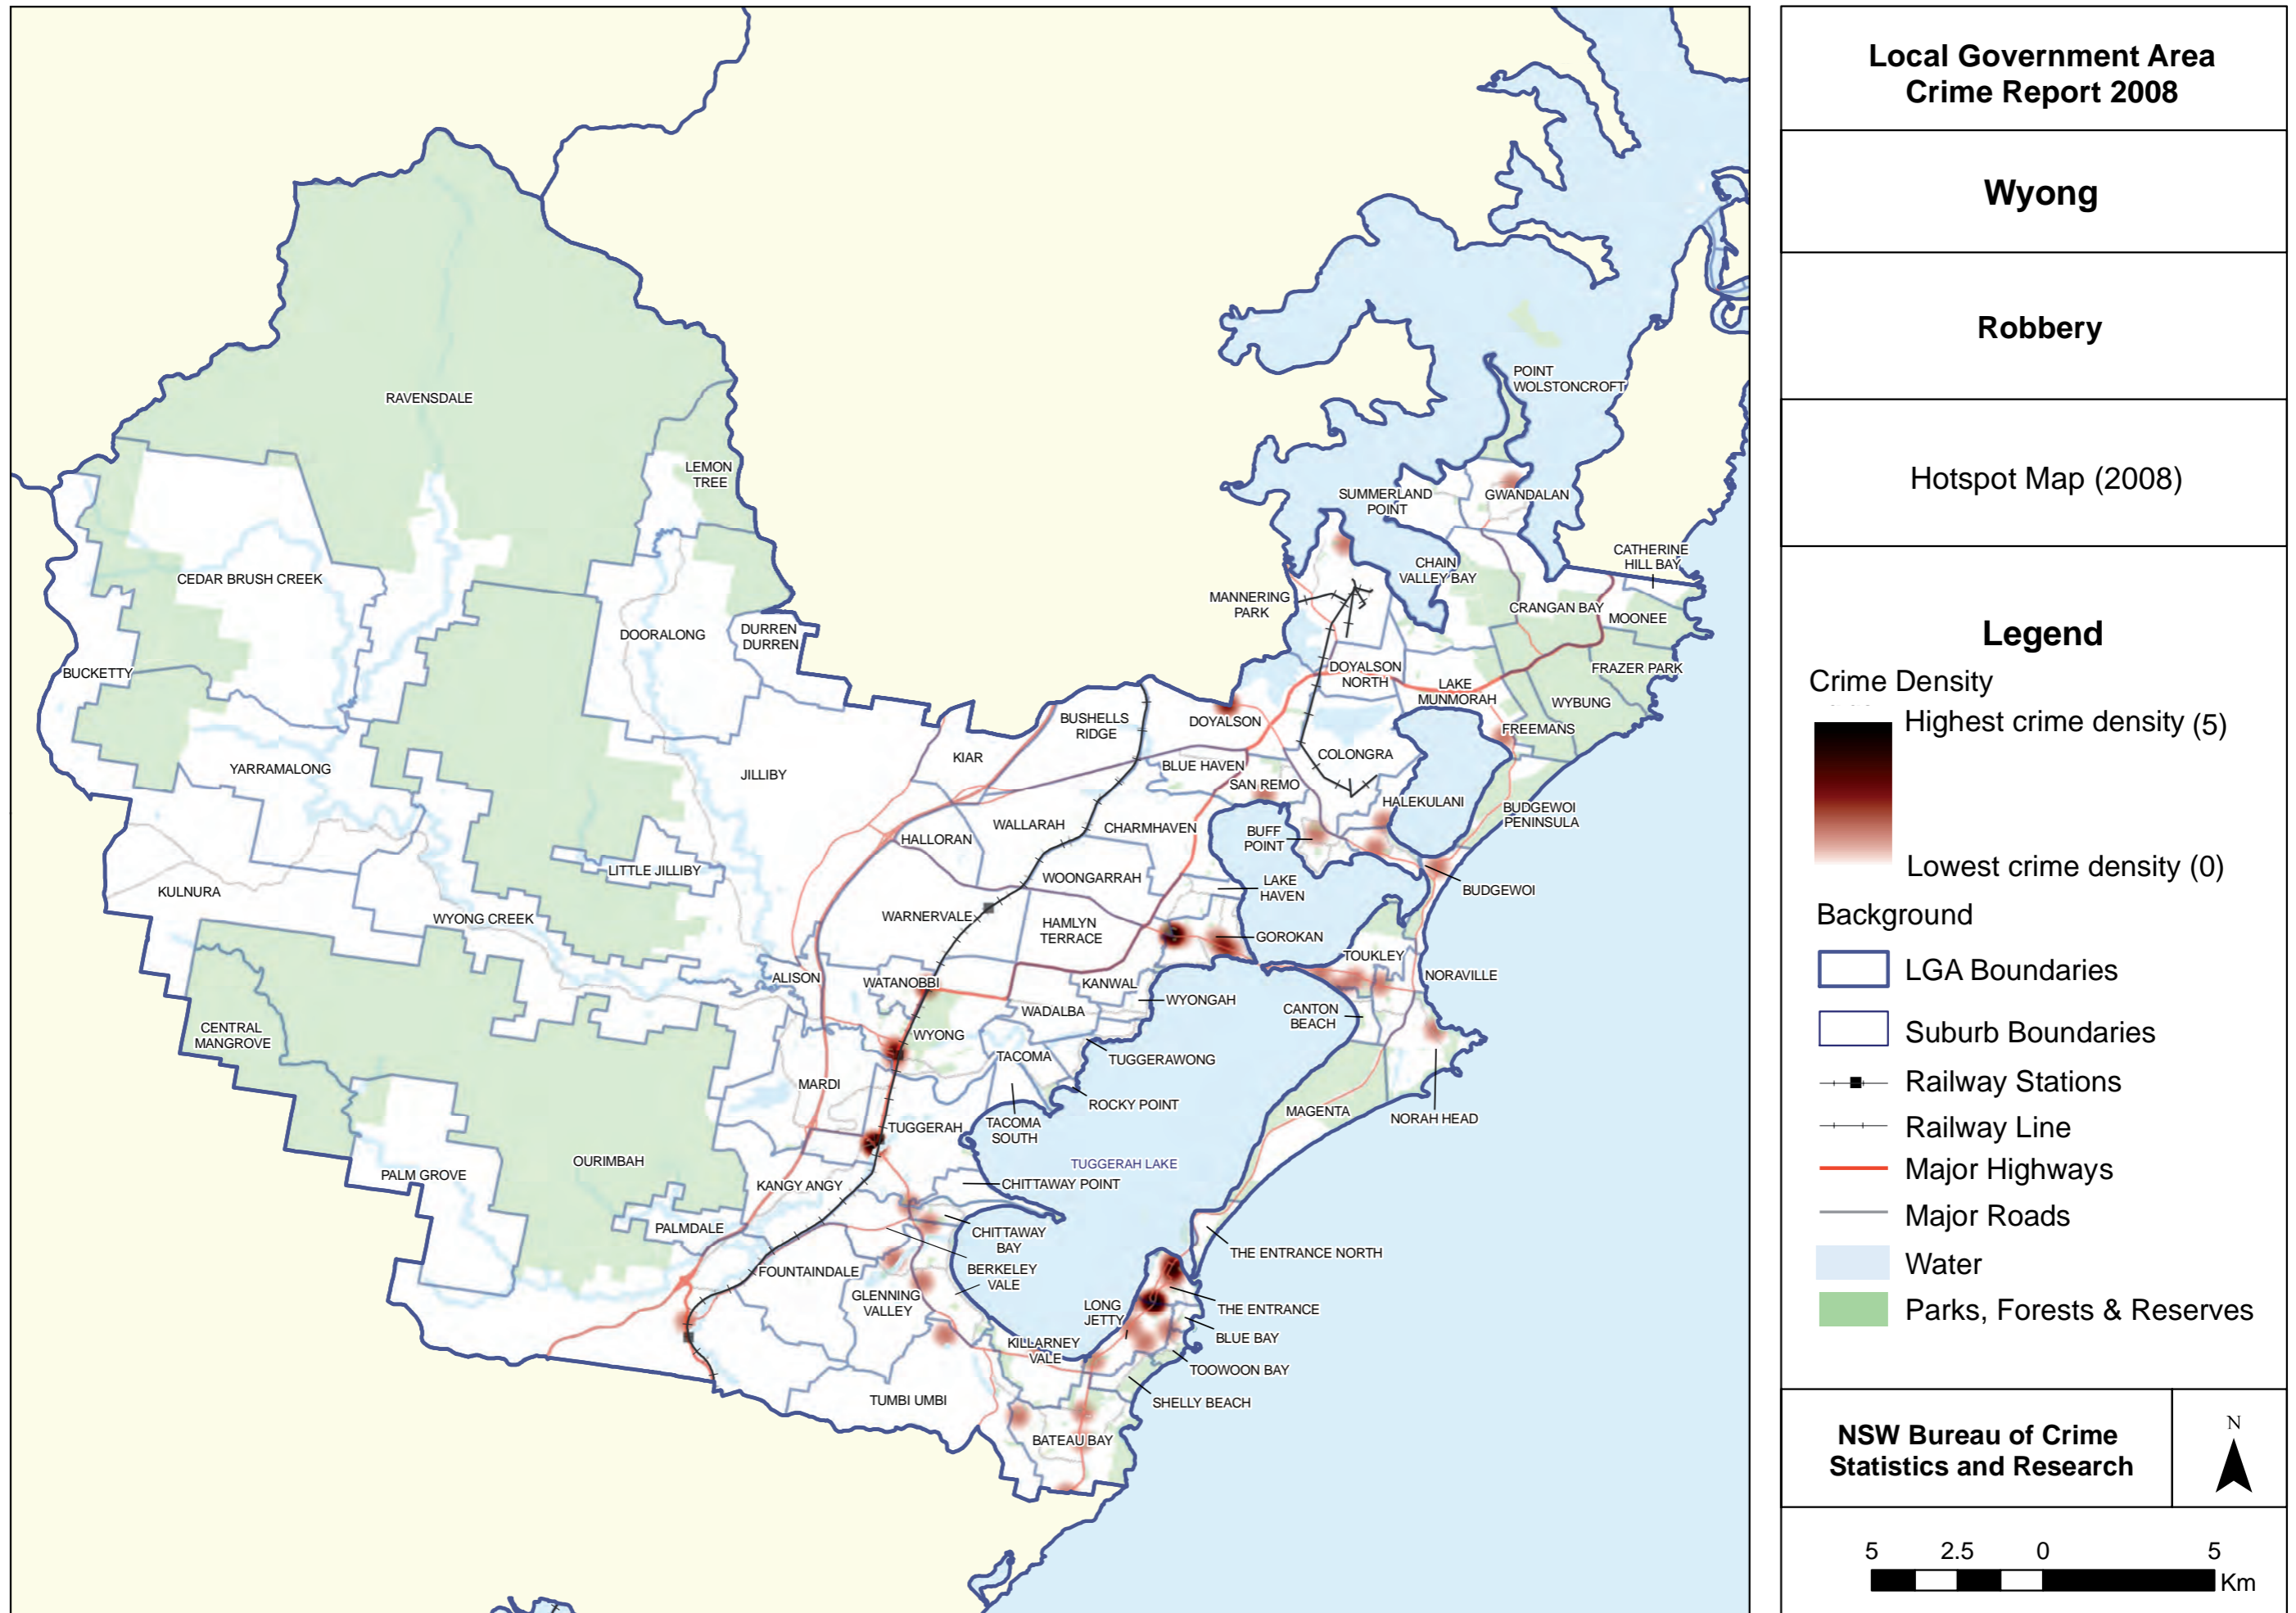 Local Government Area
Crime Report 2008
Wyong
Robbery
Hotspot Map (2008)
Legend
Crime Density
Highest crime density (5)
Lowest crime density (0)
Background
LGA Boundaries
Suburb Boundaries
Railway Stations
Railway Line
Major Highways
Major Roads
Water
Parks, Forests & Reserves
NSW Bureau of Crime
Statistics and Research
N
5 2.5 0 5
Km
POINT
WOLSTONCROFT
RAVENSDALE
LEMON
TREE
SUMMERLAND
POINT
GWANDALAN
CATHERINE
HILL BAY
CHAIN
VALLEY BAY
CEDAR BRUSH CREEK
MANNERING
PARK
CRANGAN BAY
MOONEE
DOORALONG
DURREN
DURREN
BUCKETTY
DOYALSON
NORTH
FRAZER PARK
LAKE
MUNMORAH
WYBUNG
BUSHELLS
RIDGE
DOYALSON
FREEMANS
KIAR
COLONGRA
BLUE HAVEN
YARRAMALONG
JILLIBY
SAN REMO
HALEKULANI
BUDGEWOI
PENINSULA
WALLARAH
CHARMHAVEN
HALLORAN
BUFF
POINT
LITTLE JILLIBY
WOONGARRAH
LAKE
HAVEN
BUDGEWOI
KULNURA
WYONG CREEK
WARNERVALE
HAMLYN
TERRACE
GOROKAN
TOUKLEY
ALISON
WATANOBBI
KANWAL
NORAVILLE
WYONGAH
WADALBA
CANTON
BEACH
CENTRAL
MANGROVE
WYONG
TACOMA
TUGGERAWONG
MARDI
ROCKY POINT
MAGENTA
NORAH HEAD
TUGGERAH
TACOMA
SOUTH
OURIMBAH
TUGGERAH LAKE
PALM GROVE
KANGY ANGY
CHITTAWAY POINT
PALMDALE
CHITTAWAY
BAY
THE ENTRANCE NORTH
FOUNTAINDALE
BERKELEY
VALE
GLENNING
VALLEY
LONG
JETTY
THE ENTRANCE
BLUE BAY
KILLARNEY
VALE
TOOWOON BAY
TUMBI UMBI
SHELLY BEACH
BATEAU BAY